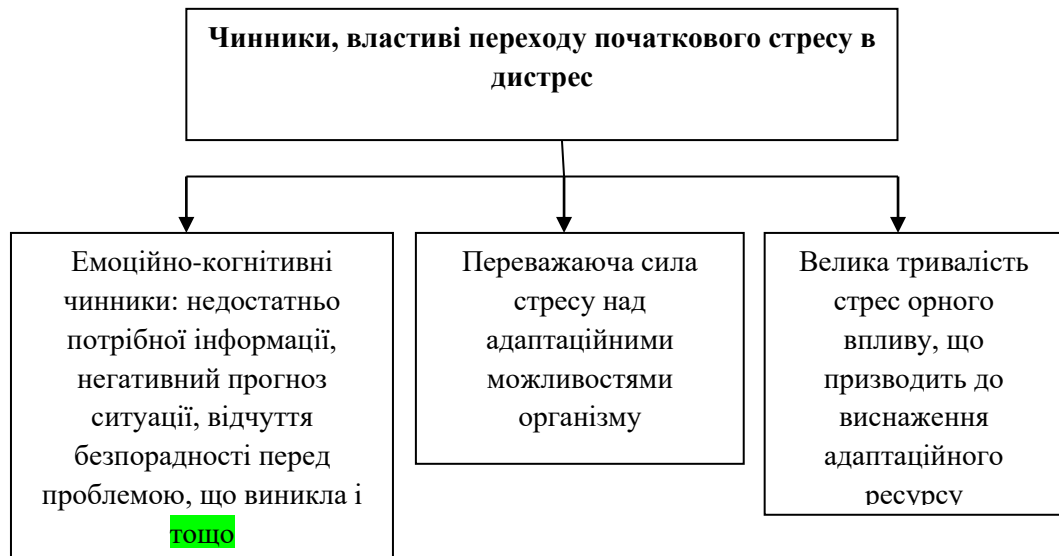 Чинники, властиві переходу початкового стресу в
дистрес
Емоційно-когнітивні
чинники: недостатньо
потрібної інформації,
негативний прогноз
ситуації, відчуття
безпорадності перед
проблемою, що виникла і
тощо
Переважаюча сила
стресу над
адаптаційними
можливостями
організму
Велика тривалість
стрес орного
впливу, що
призводить до
виснаження
адаптаційного
ресурсу